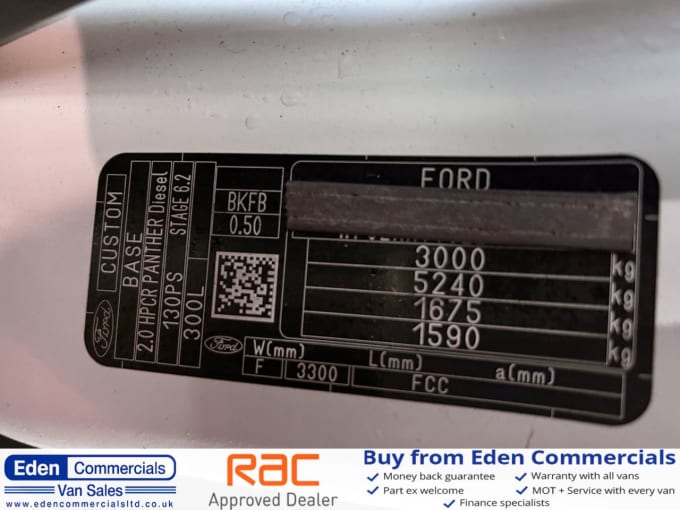 FORD
3000 kg
5240 kg
1675 kg
1590 kg
Ford
CUSTOM
BASE
2.0 HPCR PANTHER Diesel
130PS STAGE 6.2
300L
BKFB
0.50
Ford
W(mm) L(mm) a(mm)
F 3300 FCC
Eden Commercials
Van Sales
www.edencommercialsltd.co.uk
RAC
Approved Dealer
Buy from Eden Commercials
Money back guarantee Warranty with all vans
Part ex welcome MOT + Service with every van
Finance specialists